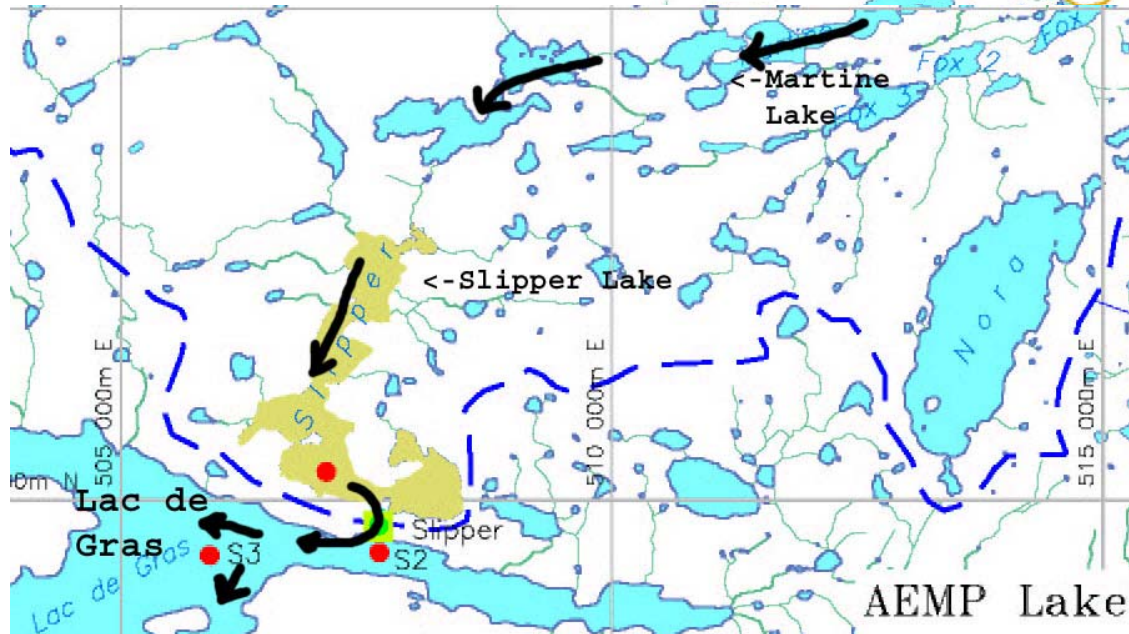 Fox
Fox 2
<-Martine
Lake
Fox 3
Slipper
<-Slipper Lake
Nora
505 000m E
510 000m E
515 000m E
00m N
Lac de
Gras
Lac de Gras
S3
S2
Slipper
AEMP Lake